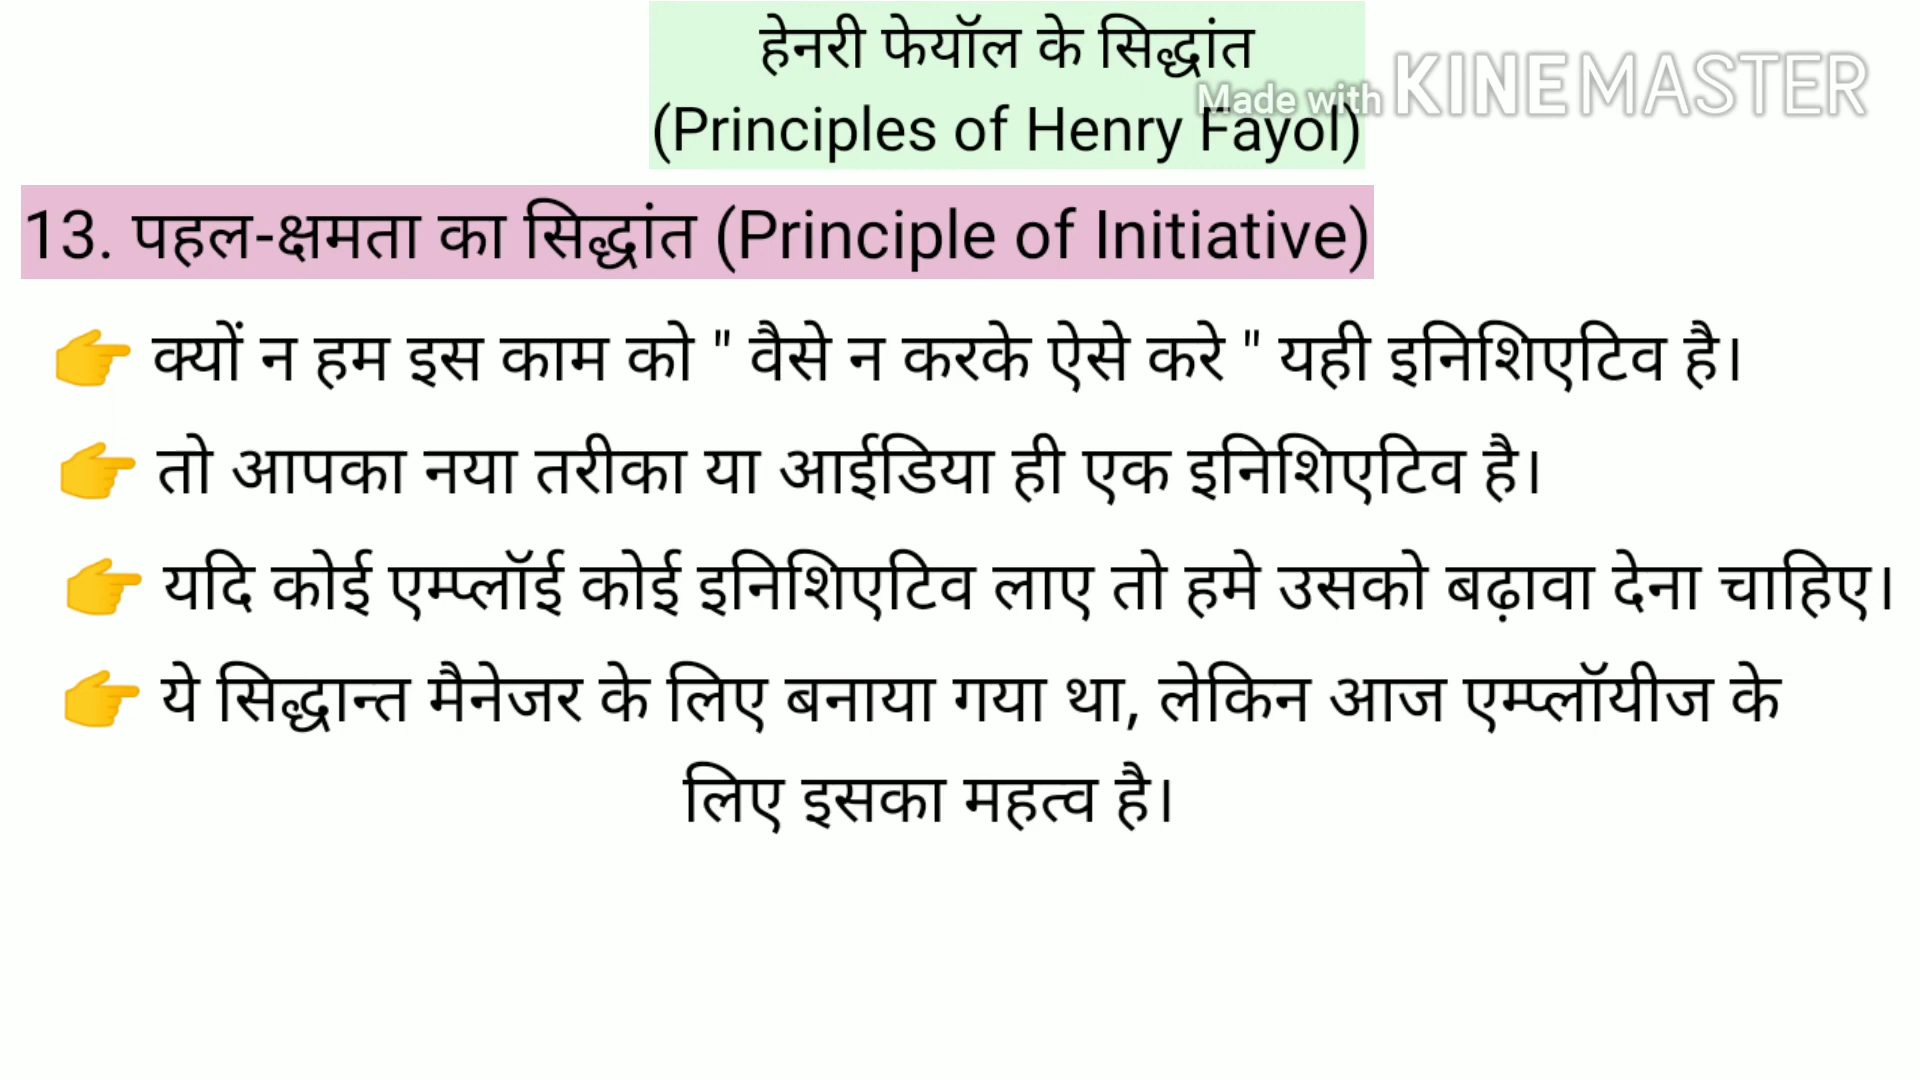 हेनरी फेयॉल के सिद्धांत
Made with KINEMASTER
(Principles of Henry Fayol)
13. पहल-क्षमता का सिद्धांत (Principle of Initiative)
👉 क्यों न हम इस काम को " वैसे न करके ऐसे करे " यही इनिशिएटिव है।
👉 तो आपका नया तरीका या आईडिया ही एक इनिशिएटिव है।
👉 यदि कोई एम्प्लॉई कोई इनिशिएटिव लाए तो हमे उसको बढ़ावा देना चाहिए।
👉 ये सिद्धान्त मैनेजर के लिए बनाया गया था, लेकिन आज एम्प्लॉयीज के
लिए इसका महत्व है।